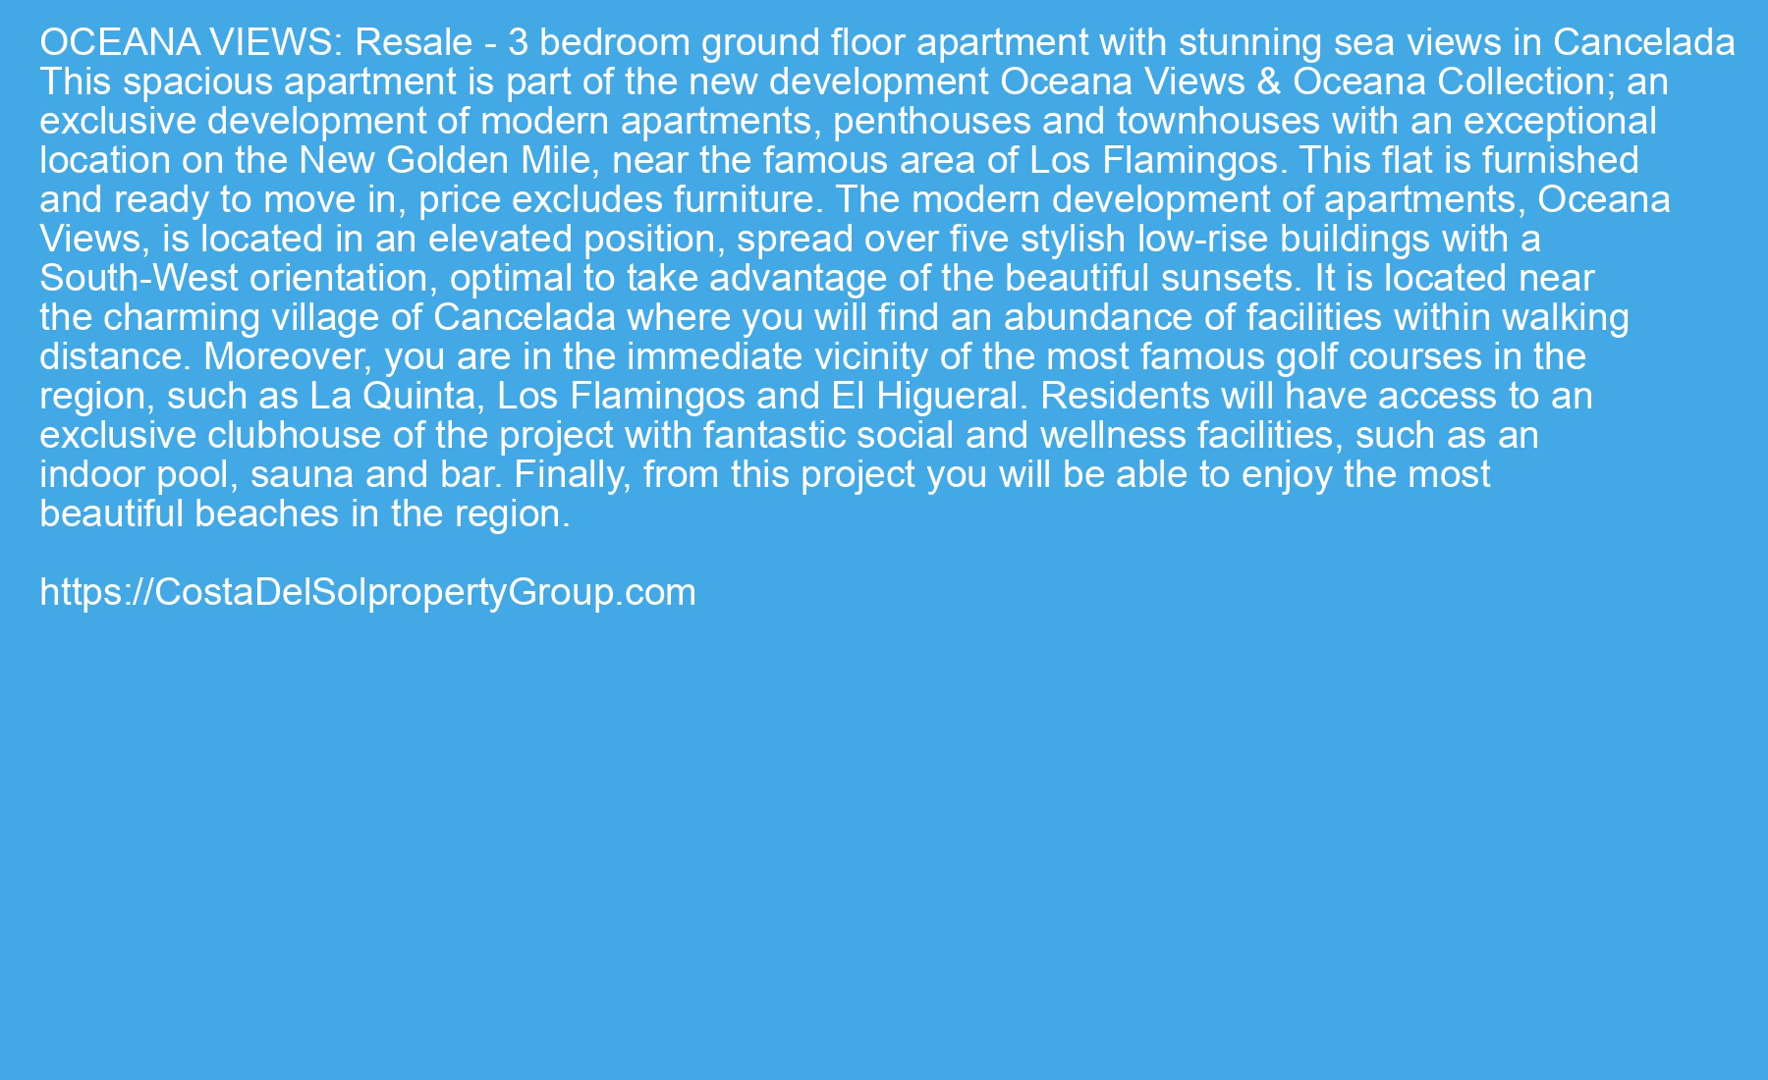 OCEANA VIEWS: Resale - 3 bedroom ground floor apartment with stunning sea views in Cancelada
This spacious apartment is part of the new development Oceana Views & Oceana Collection; an
exclusive development of modern apartments, penthouses and townhouses with an exceptional
location on the New Golden Mile, near the famous area of Los Flamingos. This flat is furnished
and ready to move in, price excludes furniture. The modern development of apartments, Oceana
Views, is located in an elevated position, spread over five stylish low-rise buildings with a
South-West orientation, optimal to take advantage of the beautiful sunsets. It is located near
the charming village of Cancelada where you will find an abundance of facilities within walking
distance. Moreover, you are in the immediate vicinity of the most famous golf courses in the
region, such as La Quinta, Los Flamingos and El Higueral. Residents will have access to an
exclusive clubhouse of the project with fantastic social and wellness facilities, such as an
indoor pool, sauna and bar. Finally, from this project you will be able to enjoy the most
beautiful beaches in the region.
https://CostaDelSolpropertyGroup.com